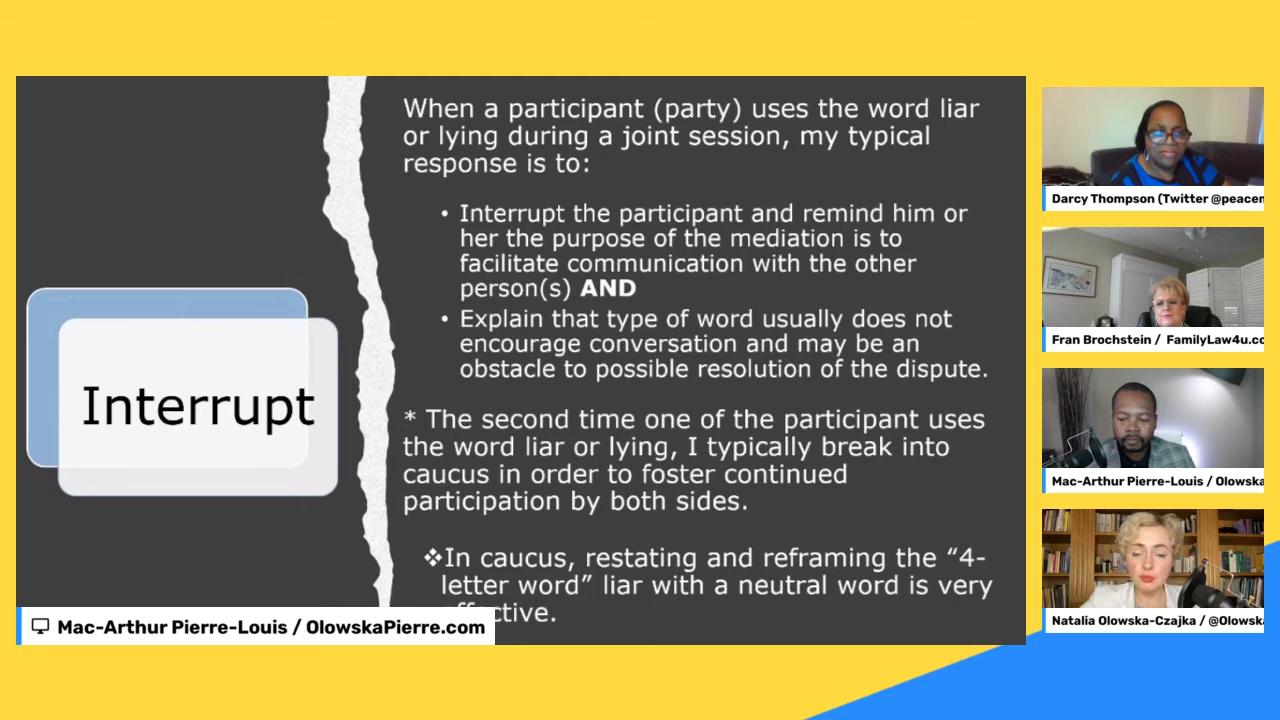 When a participant (party) uses the word liar
or lying during a joint session, my typical
response is to:
• Interrupt the participant and remind him or
her the purpose of the mediation is to
facilitate communication with the other
person(s) AND
• Explain that type of word usually does not
encourage conversation and may be an
obstacle to possible resolution of the dispute.
Interrupt
* The second time one of the participant uses
the word liar or lying, I typically break into
caucus in order to foster continued
participation by both sides.
❖In caucus, restating and reframing the “4-
letter word” liar with a neutral word is very
effective.
Mac-Arthur Pierre-Louis / OlowskaPierre.com
Darcy Thompson (Twitter @peacem
Fran Brochstein / FamilyLaw4u.co
Mac-Arthur Pierre-Louis / Olowska
Natalia Olowska-Czajka / @Olowska